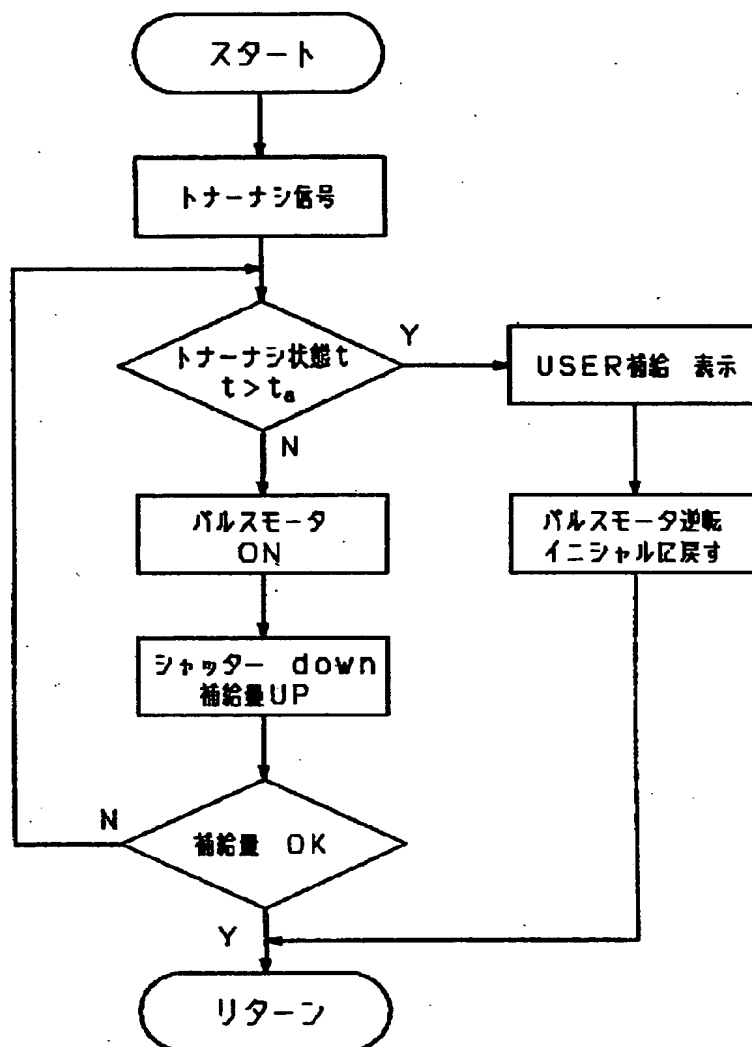 スタート
トナーナシ信号
トナーナシ状態t
t>ta
Y
USER補給 表示
N
パルスモータ
ON
パルスモータ逆転
イニシャルに戻す
シャッター down
補給量UP
N
補給量 OK
Y
リターン